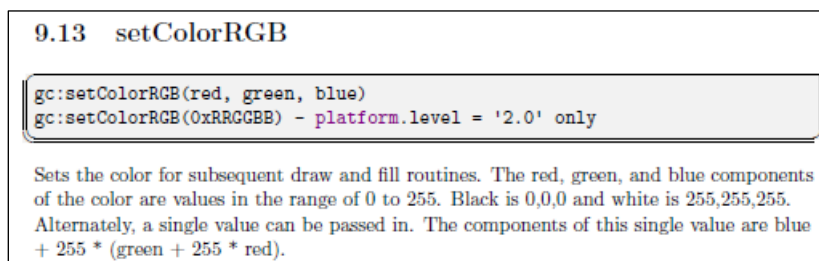 9.13 setColorRGB
gc:setColorRGB(red, green, blue)
gc:setColorRGB(0xRRGGBB) - platform.level = '2.0' only
Sets the color for subsequent draw and fill routines. The red, green, and blue components
of the color are values in the range of 0 to 255. Black is 0,0,0 and white is 255,255,255.
Alternately, a single value can be passed in. The components of this single value are blue
+ 255 * (green + 255 * red).